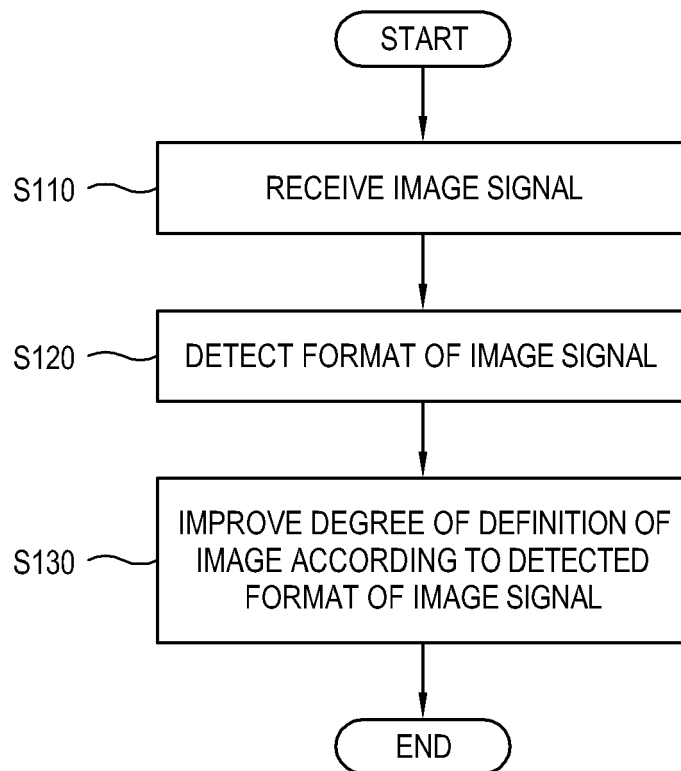 START
S110
RECEIVE IMAGE SIGNAL
S120
DETECT FORMAT OF IMAGE SIGNAL
S130
IMPROVE DEGREE OF DEFINITION OF
IMAGE ACCORDING TO DETECTED
FORMAT OF IMAGE SIGNAL
END